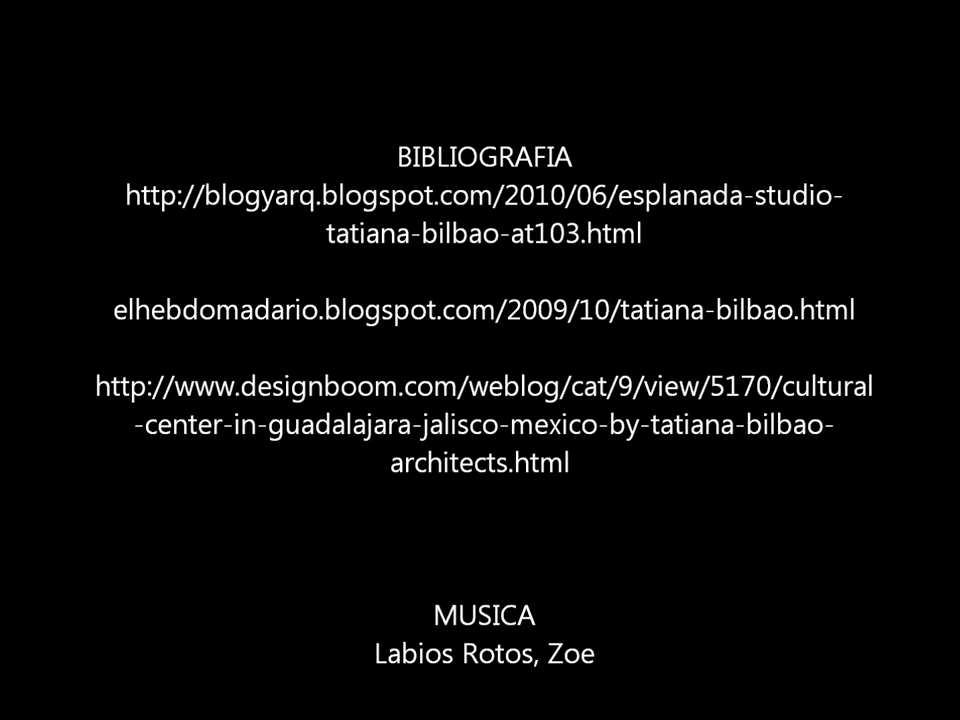 BIBLIOGRAFIA
http://blogyarq.blogspot.com/2010/06/esplanada-studio-
tatiana-bilbao-at103.html
elhebdomadario.blogspot.com/2009/10/tatiana-bilbao.html
http://www.designboom.com/weblog/cat/9/view/5170/cultural
-center-in-guadalajara-jalisco-mexico-by-tatiana-bilbao-
architects.html
MUSICA
Labios Rotos, Zoe